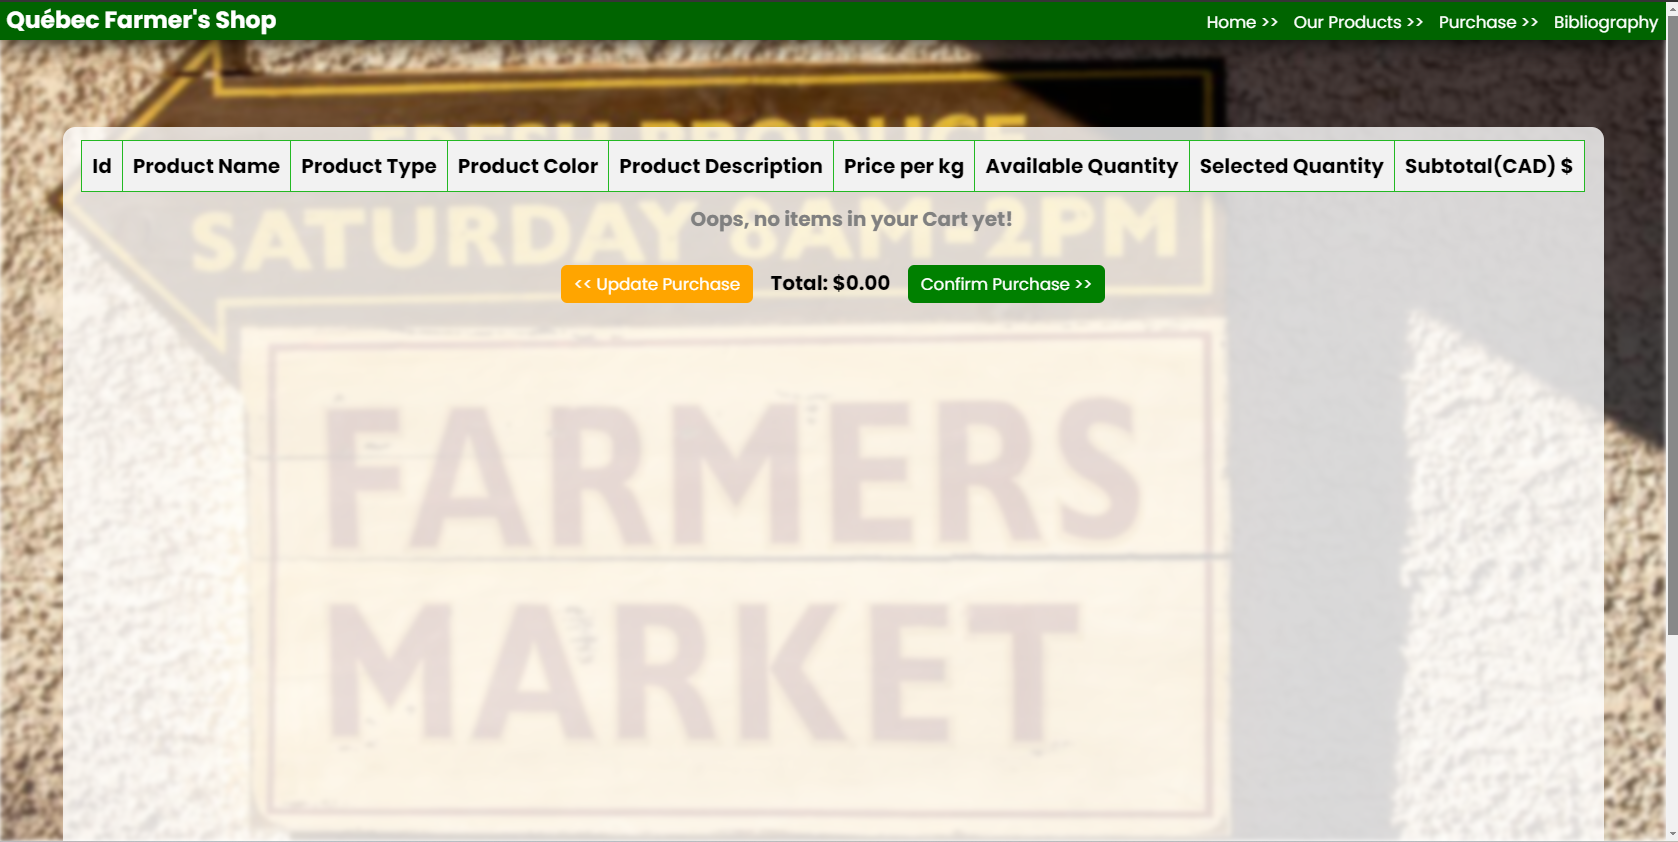 Québec Farmer's Shop
Home >> Our Products >> Purchase >> Bibliography
FRESH PRODUCE
Id Product Name Product Type Product Color Product Description Price per kg Available Quantity Selected Quantity Subtotal(CAD) $
SATURDAY 8AM-2PM
Oops, no items in your Cart yet!
<< Update Purchase Total: $0.00 Confirm Purchase >>
FARMERS
MARKET